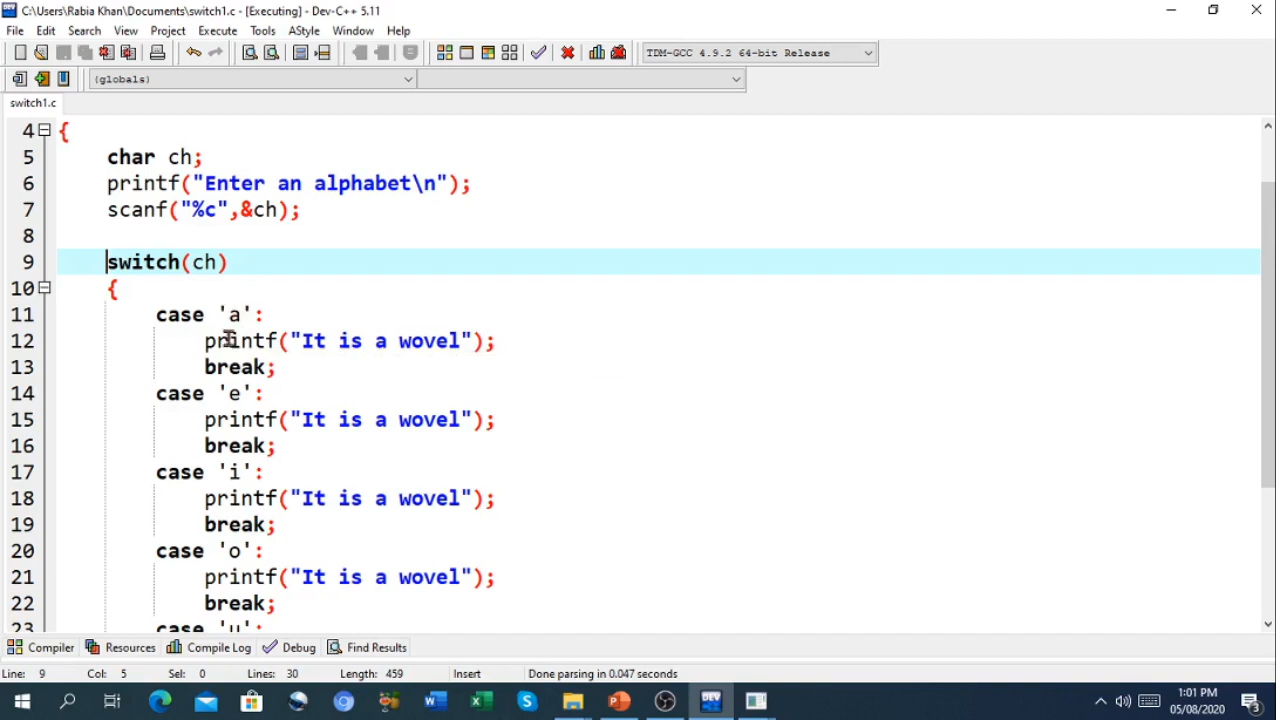 C:\Users\Rabia Khan\Documents\switch1.c - [Executing] - Dev-C++ 5.11
File Edit Search View Project Execute Tools AStyle Window Help
TDM-GCC 4.9.2 64-bit Release
(globals)
switch1.c
4 {
5 char ch;
6 printf("Enter an alphabet\n");
7 scanf("%c",&ch);
8
9 switch(ch)
10 {
11 case 'a':
12 printf("It is a wovel");
13 break;
14 case 'e':
15 printf("It is a wovel");
16 break;
17 case 'i':
18 printf("It is a wovel");
19 break;
20 case 'o':
21 printf("It is a wovel");
22 break;
23 case 'u':
Compiler Resources Compile Log Debug Find Results
Line: 9 Col: 5 Sel: 0 Lines: 30 Length: 459 Insert Done parsing in 0.047 seconds
1:01 PM
05/08/2020